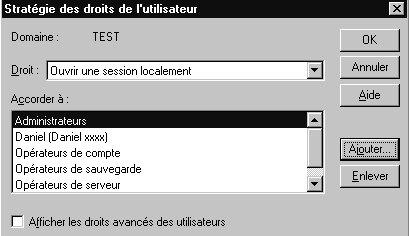 Stratégie des droits de l'utilisateur
Domaine : TEST
OK
Droit : Ouvrir une session localement
Annuler
Accorder à :
Aide
Administrateurs
Daniel (Daniel xxxx)
Opérateurs de compte
Ajouter...
Opérateurs de sauvegarde
Opérateurs de serveur
Enlever
Afficher les droits avancés des utilisateurs